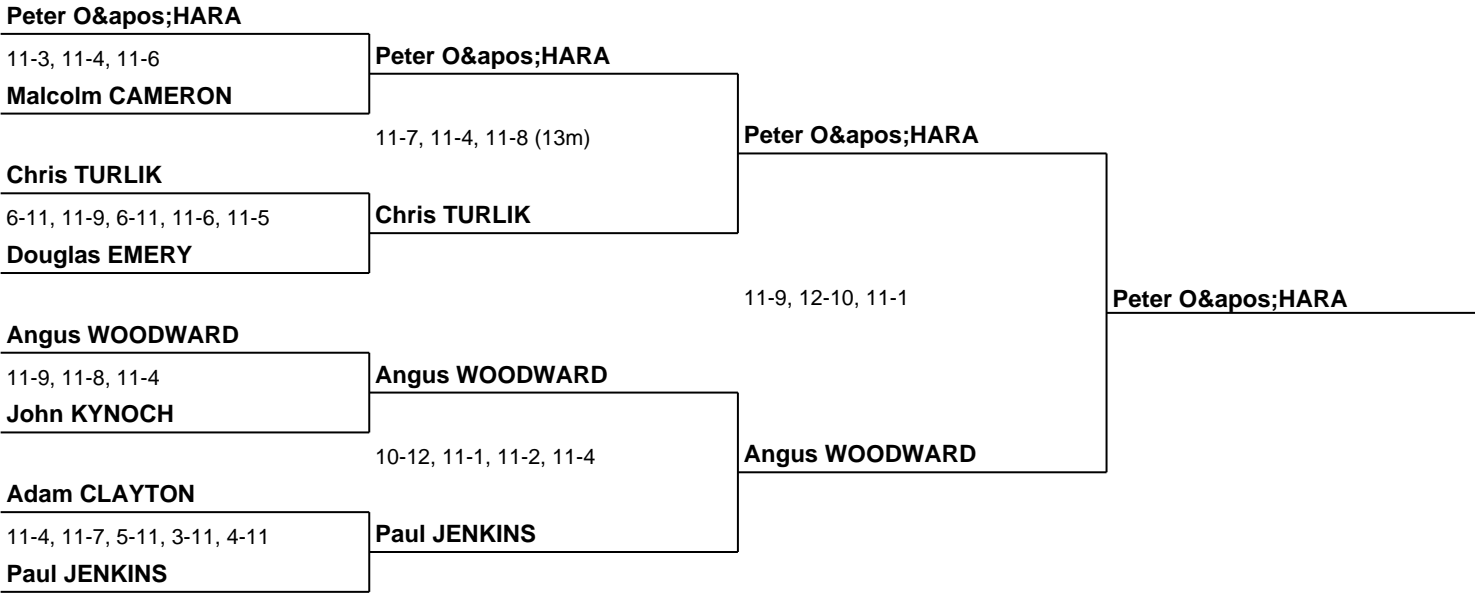 Peter O&apos;HARA
11-3, 11-4, 11-6
Peter O&apos;HARA
Malcolm CAMERON
11-7, 11-4, 11-8 (13m)
Peter O&apos;HARA
Chris TURLIK
6-11, 11-9, 6-11, 11-6, 11-5
Chris TURLIK
Douglas EMERY
11-9, 12-10, 11-1
Peter O&apos;HARA
Angus WOODWARD
11-9, 11-8, 11-4
Angus WOODWARD
John KYNOCH
10-12, 11-1, 11-2, 11-4
Angus WOODWARD
Adam CLAYTON
11-4, 11-7, 5-11, 3-11, 4-11
Paul JENKINS
Paul JENKINS